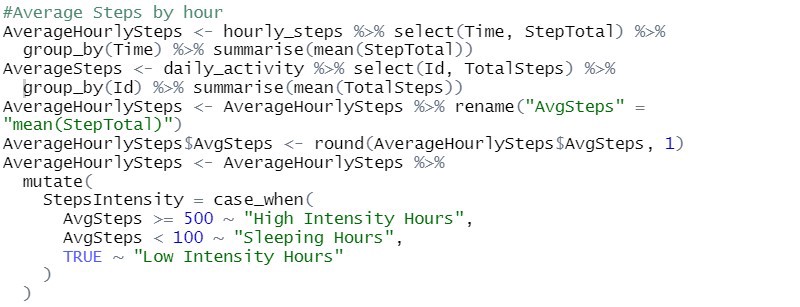 #Average Steps by hour
AverageHourlySteps <- hourly_steps %>% select(Time, StepTotal) %>%
  group_by(Time) %>% summarise(mean(StepTotal))
AverageSteps <- daily_activity %>% select(Id, TotalSteps) %>%
  group_by(Id) %>% summarise(mean(TotalSteps))
AverageHourlySteps <- AverageHourlySteps %>% rename("AvgSteps" =
"mean(StepTotal)")
AverageHourlySteps$AvgSteps <- round(AverageHourlySteps$AvgSteps, 1)
AverageHourlySteps <- AverageHourlySteps %>%
  mutate(
    StepsIntensity = case_when(
      AvgSteps >= 500 ~ "High Intensity Hours",
      AvgSteps < 100 ~ "Sleeping Hours",
      TRUE ~ "Low Intensity Hours"
    )
  )